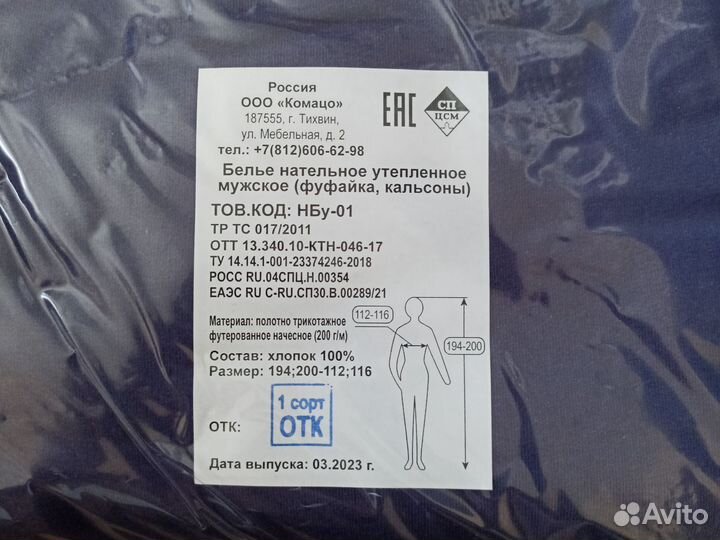 Россия
ООО «Комацо»
187555, г. Тихвин,
ул. Мебельная, д. 2
тел.: +7(812)606-62-98
EAC
СП
ЦСМ
Белье нательное утепленное
мужское (фуфайка, кальсоны)
ТОВ.КОД: НБу-01
ТР ТС 017/2011
ОТТ 13.340.10-КТН-046-17
ТУ 14.14.1-001-23374246-2018
РОСС RU.04СПЦ.Н.00354
ЕАЭС RU C-RU.СП30.В.00289/21
Материал: полотно трикотажное
футерованное начесное (200 г/м)
Состав: хлопок 100%
Размер: 194;200-112;116
112-116
194-200
ОТК:
1 сорт
ОТК
Дата выпуска: 03.2023 г.
Avito